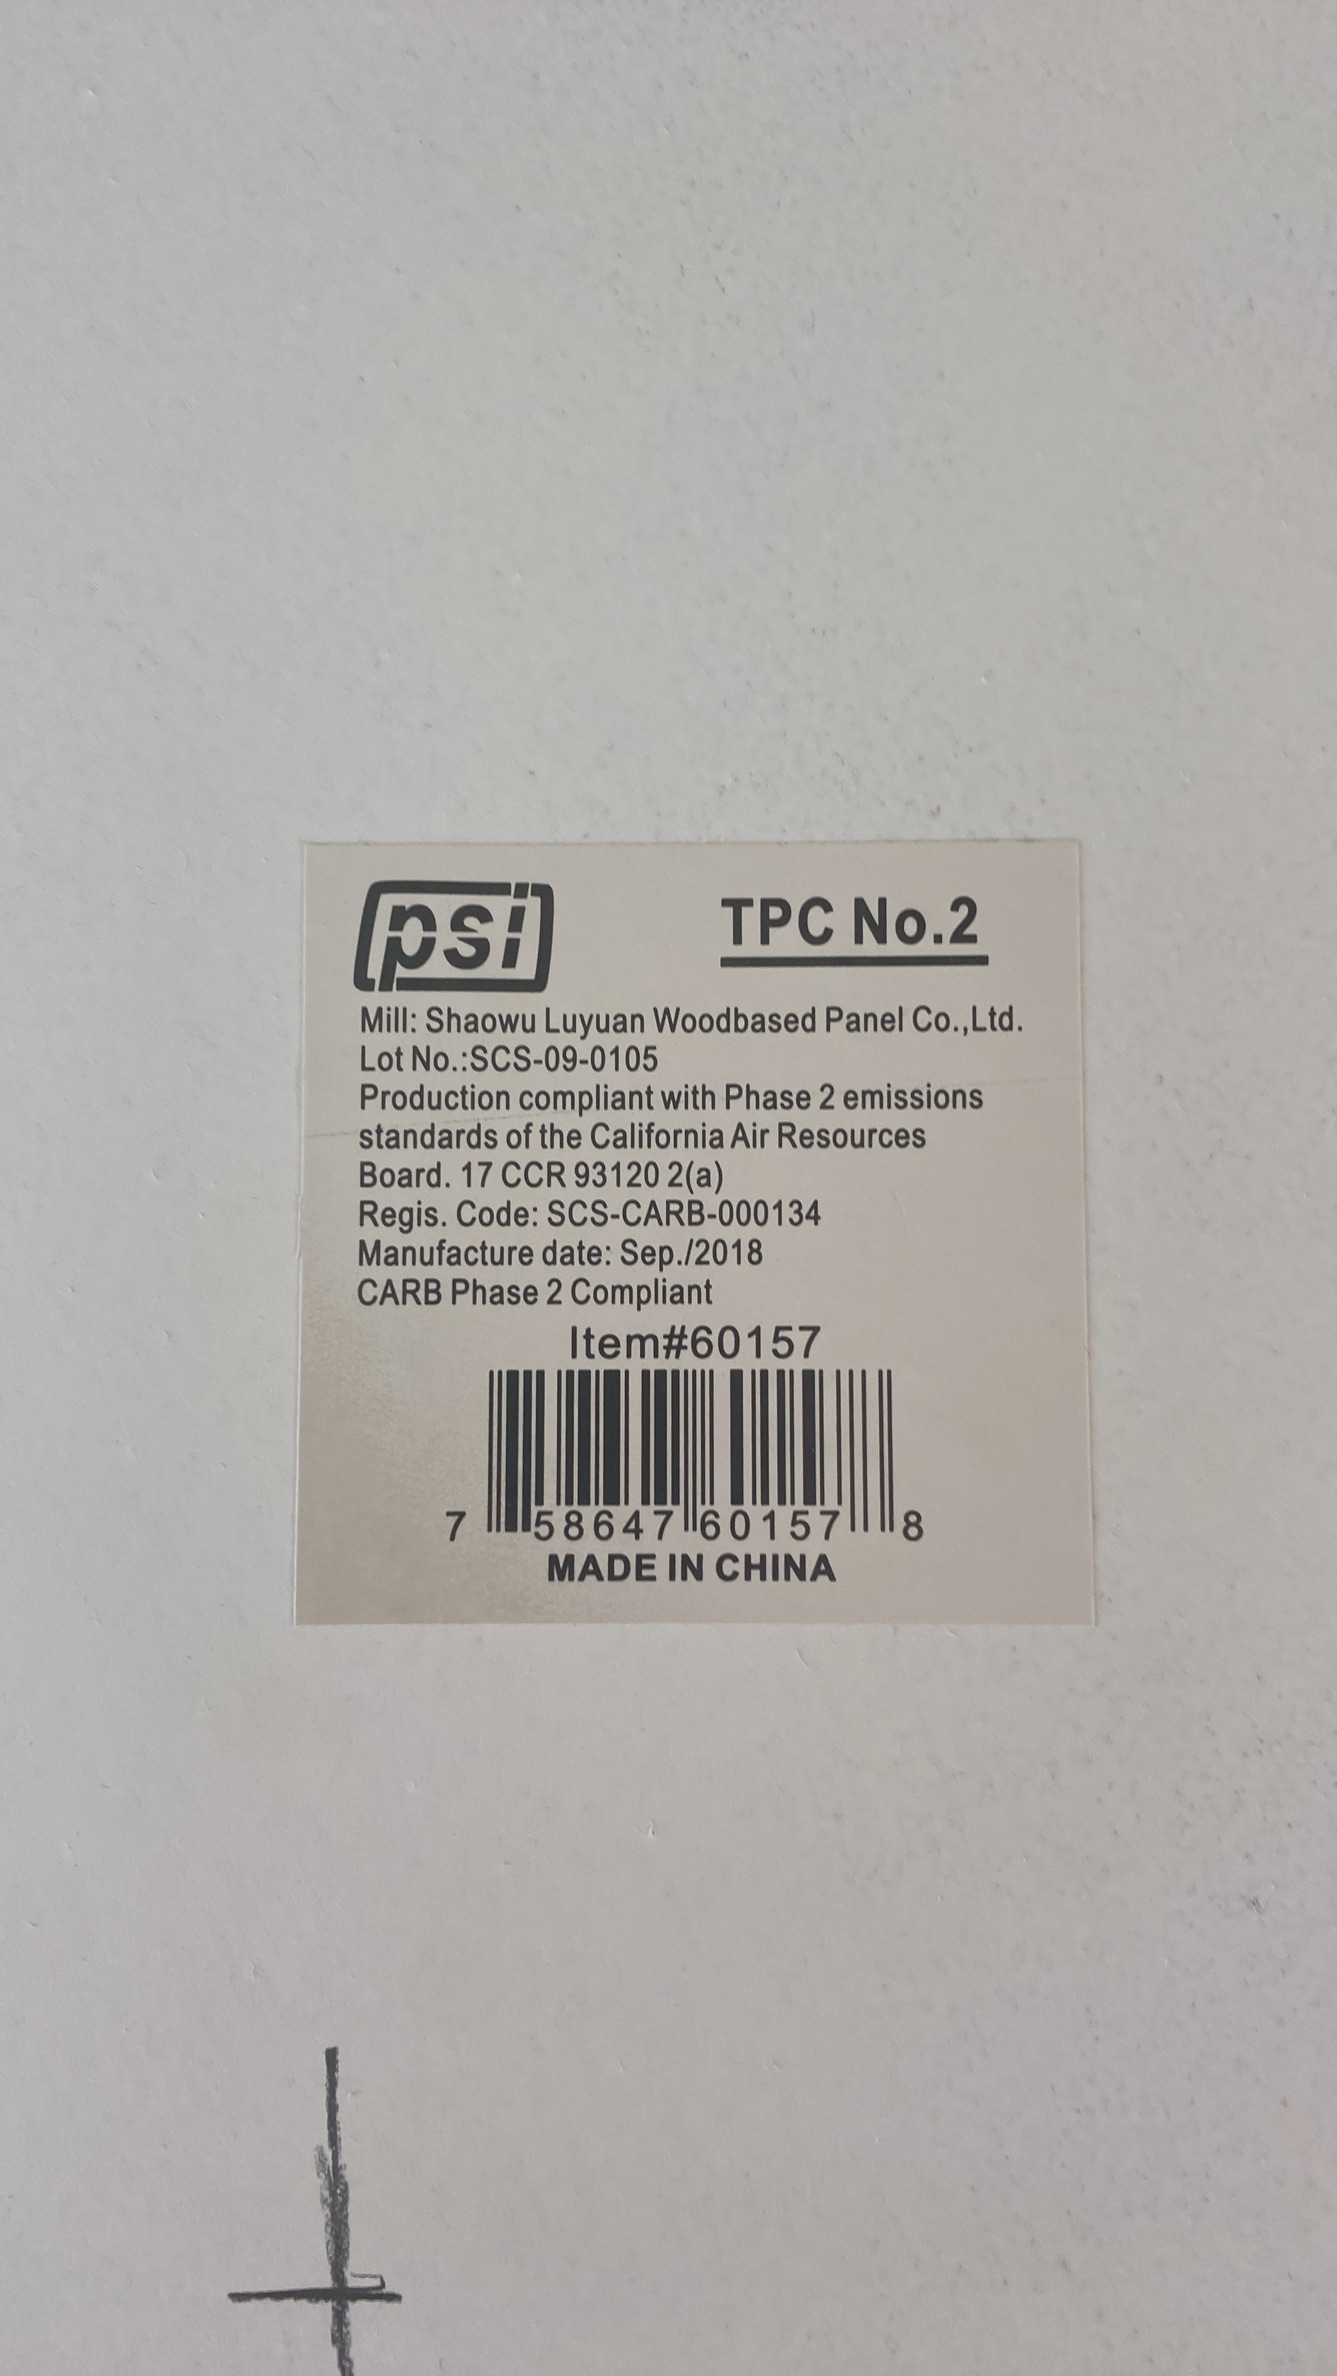 psi
TPC No.2
Mill: Shaowu Luyuan Woodbased Panel Co.,Ltd.
Lot No.:SCS-09-0105
Production compliant with Phase 2 emissions
standards of the California Air Resources
Board. 17 CCR 93120 2(a)
Regis. Code: SCS-CARB-000134
Manufacture date: Sep./2018
CARB Phase 2 Compliant
Item#60157
7 58647 60157 8
MADE IN CHINA